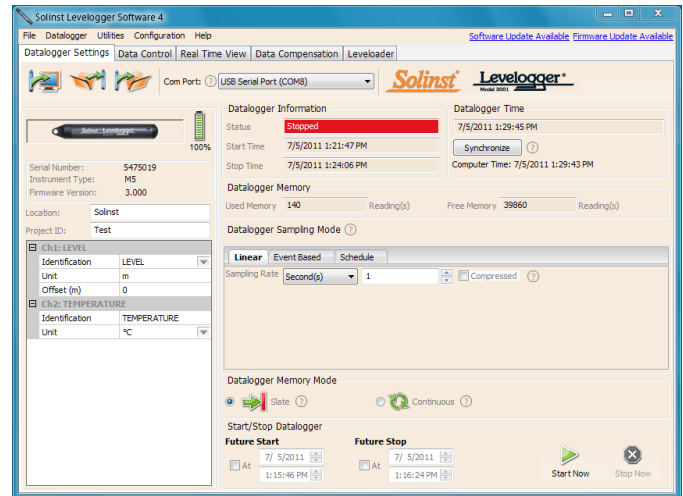 Solinst Levelogger Software 4
File Datalogger Utilities Configuration Help Software Update Available Firmware Update Available
Datalogger Settings Data Control Real Time View Data Compensation Leveloader
Com Port: ? USB Serial Port (COM8) Solinst Levelogger
Model 3001
Datalogger Information
Status Stopped
Start Time 7/5/2011 1:21:47 PM
Stop Time 7/5/2011 1:24:06 PM
Datalogger Time
7/5/2011 1:29:45 PM
Synchronize ?
Computer Time: 7/5/2011 1:29:43 PM
Solinst Levelogger
100%
Serial Number: 5475019
Instrument Type: M5
Firmware Version: 3.000
Location: Solinst
Project ID: Test
Ch1: LEVEL
Identification LEVEL
Unit m
Offset (m) 0
Ch2: TEMPERATURE
Identification TEMPERATURE
Unit °C
Datalogger Memory
Used Memory 140 Reading(s) Free Memory 39860 Reading(s)
Datalogger Sampling Mode ?
Linear Event Based Schedule
Sampling Rate Second(s) 1 Compressed ?
Datalogger Memory Mode
Slate ? Continuous ?
Start/Stop Datalogger
Future Start Future Stop
At 7/ 5/2011 At 7/ 5/2011
1:15:46 PM 1:16:24 PM
Start Now Stop Now